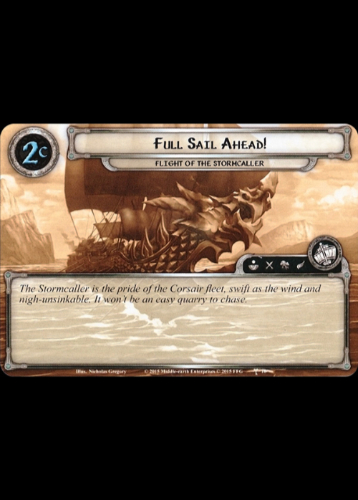 2c
FULL SAIL AHEAD!
FLIGHT OF THE STORMCALLER
The Stormcaller is the pride of the Corsair fleet, swift as the wind and
nigh-unsinkable. It won't be an easy quarry to chase.
Illus. Nicholas Gregory © 2015 Middle-earth Enterprises © 2015 FFG